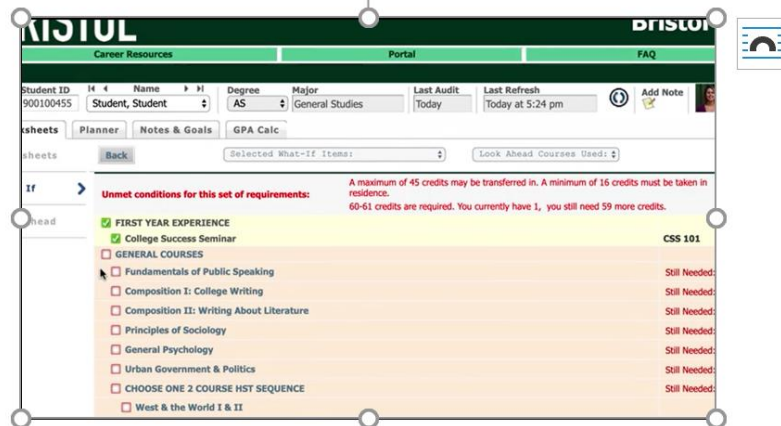 RISTOL
Bristol
Career Resources Portal FAQ
Student ID Name Degree Major Last Audit Last Refresh Add Note
900100455 Student, Student AS General Studies Today Today at 5:24 pm
ksheets Planner Notes & Goals GPA Calc
sheets Back Selected What-If Items: Look Ahead Courses Used:
If Unmet conditions for this set of requirements: A maximum of 45 credits may be transferred in. A minimum of 16 credits must be taken in
residence.
60-61 credits are required. You currently have 1, you still need 59 more credits.
head FIRST YEAR EXPERIENCE
College Success Seminar CSS 101
GENERAL COURSES
Fundamentals of Public Speaking Still Needed:
Composition I: College Writing Still Needed:
Composition II: Writing About Literature Still Needed:
Principles of Sociology Still Needed:
General Psychology Still Needed:
Urban Government & Politics Still Needed:
CHOOSE ONE 2 COURSE HST SEQUENCE Still Needed:
West & the World I & II